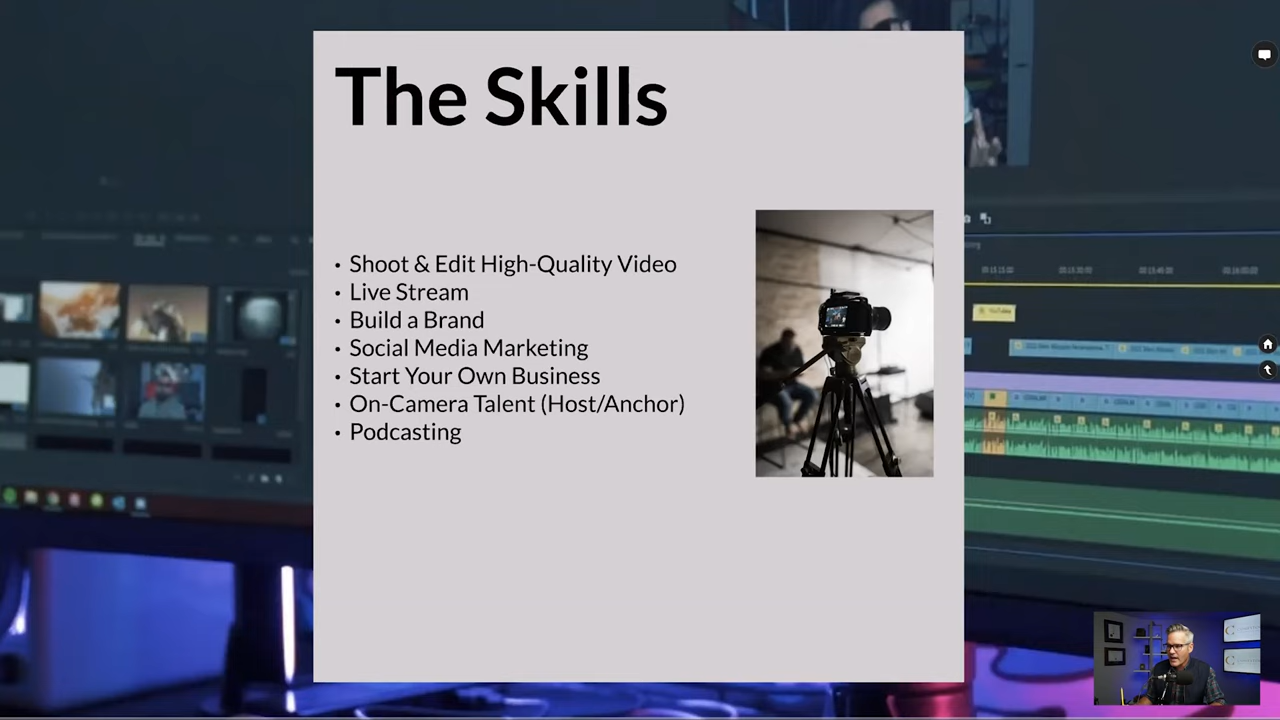 The Skills
• Shoot & Edit High-Quality Video
• Live Stream
• Build a Brand
• Social Media Marketing
• Start Your Own Business
• On-Camera Talent (Host/Anchor)
• Podcasting